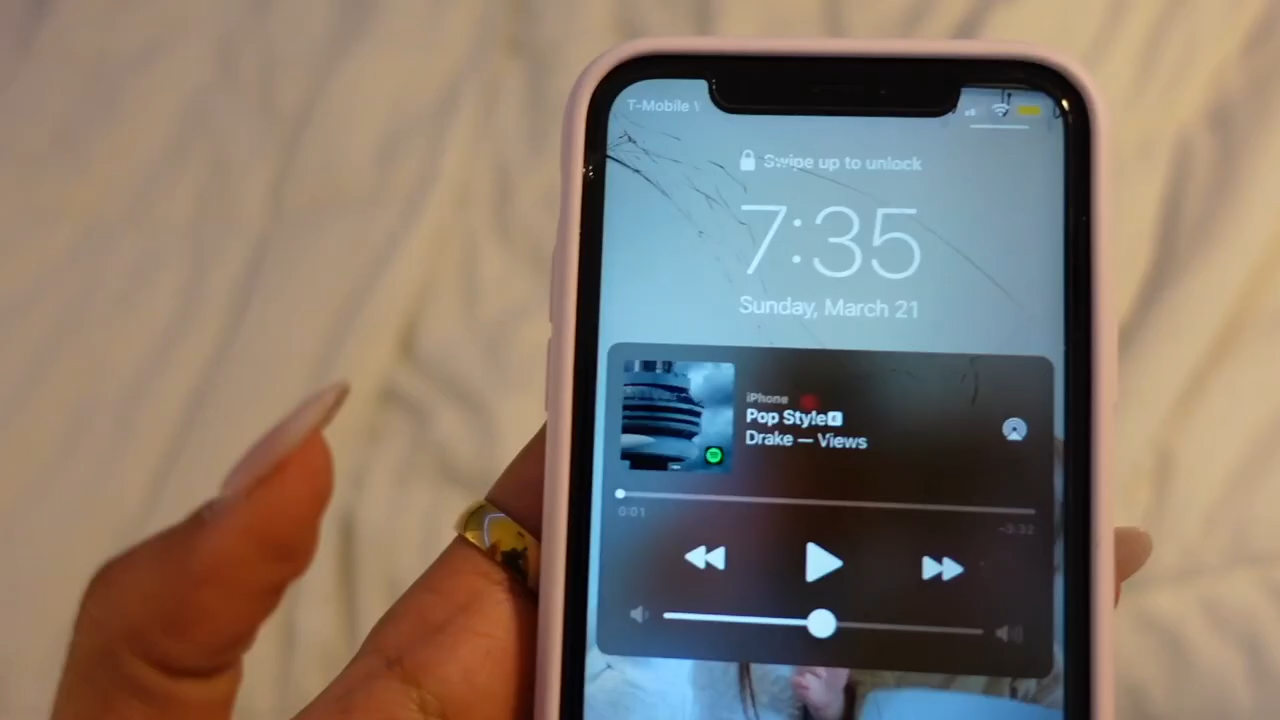 T-Mobile
Swipe up to unlock
7:35
Sunday, March 21
iPhone
Pop Style E
Drake — Views
0:01
-3:32